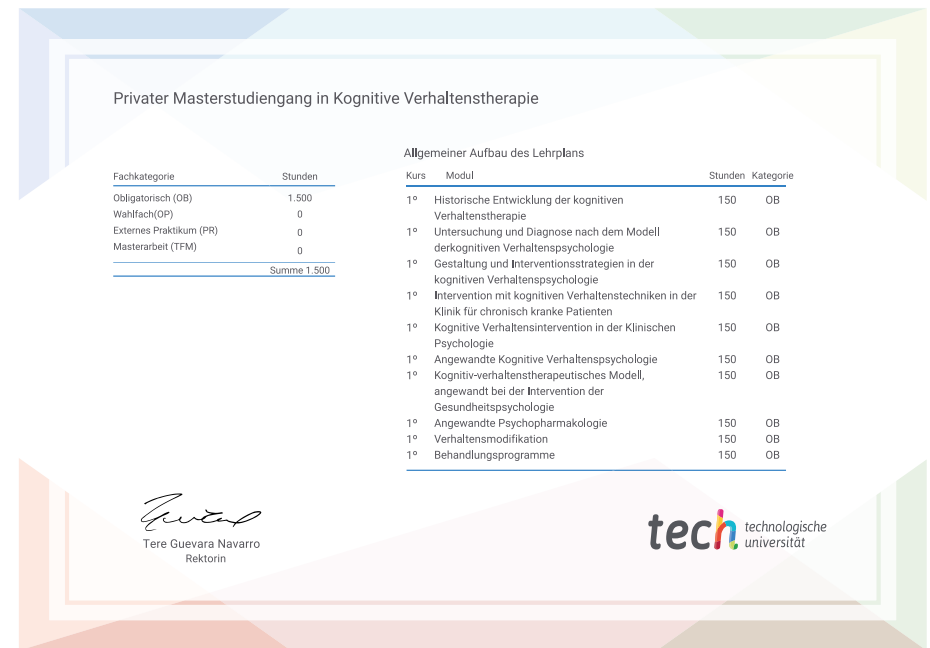 Privater Masterstudiengang in Kognitive Verhaltenstherapie
Fachkategorie Stunden
Obligatorisch (OB) 1.500
Wahlfach(OP) 0
Externes Praktikum (PR) 0
Masterarbeit (TFM) 0
Summe 1.500
Allgemeiner Aufbau des Lehrplans
Kurs Modul Stunden Kategorie
1º Historische Entwicklung der kognitiven 150 OB
Verhaltenstherapie
1º Untersuchung und Diagnose nach dem Modell 150 OB
derkognitiven Verhaltenspsychologie
1º Gestaltung und Interventionsstrategien in der 150 OB
kognitiven Verhaltenspsychologie
1º Intervention mit kognitiven Verhaltenstechniken in der 150 OB
Klinik für chronisch kranke Patienten
1º Kognitive Verhaltensintervention in der Klinischen 150 OB
Psychologie
1º Angewandte Kognitive Verhaltenspsychologie 150 OB
1º Kognitiv-verhaltenstherapeutisches Modell, 150 OB
angewandt bei der Intervention der
Gesundheitspsychologie
1º Angewandte Psychopharmakologie 150 OB
1º Verhaltensmodifikation 150 OB
1º Behandlungsprogramme 150 OB
Tere Guevara Navarro
Rektorin
tech technologische
universität